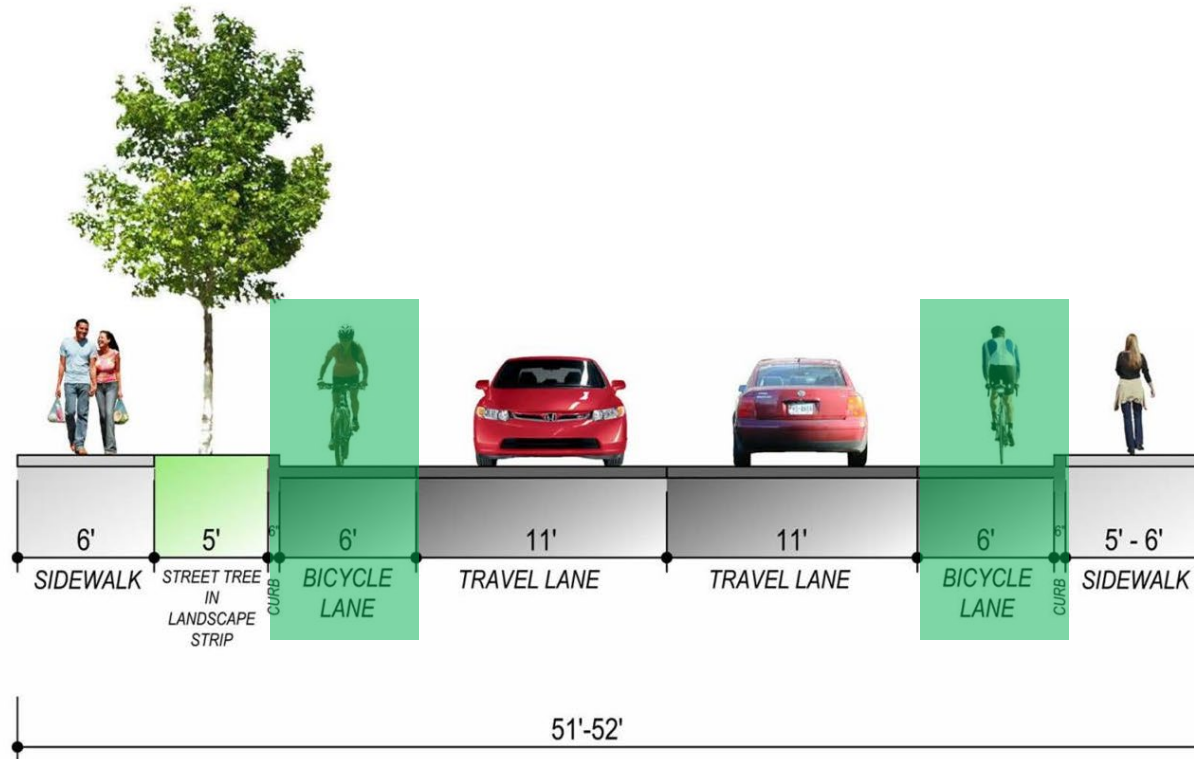 6'
5'
6"
6'
11'
11'
6'
6"
5' - 6'
SIDEWALK
STREET TREE
IN
LANDSCAPE
STRIP
CURB
BICYCLE
LANE
TRAVEL LANE
TRAVEL LANE
BICYCLE
LANE
CURB
SIDEWALK
51'-52'